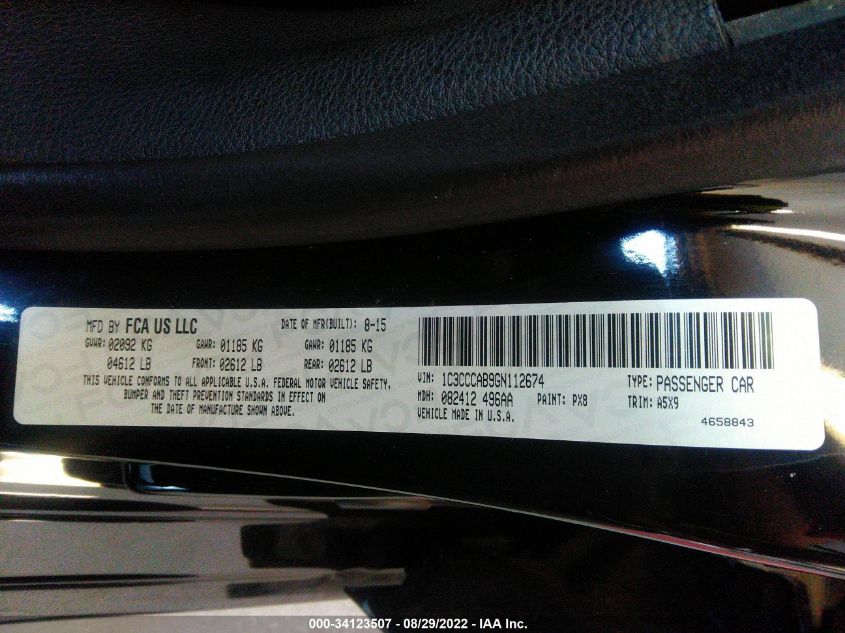 MFD BY FCA US LLC DATE OF MFR(BUILT): 8-15
GVWR: 02092 KG GAWR: 01185 KG GAWR: 01185 KG
04612 LB FRONT: 02612 LB REAR: 02612 LB
THIS VEHICLE CONFORMS TO ALL APPLICABLE U.S.A. FEDERAL MOTOR VEHICLE SAFETY,
BUMPER AND THEFT PREVENTION STANDARDS IN EFFECT ON
THE DATE OF MANUFACTURE SHOWN ABOVE.
VIN: 1C3CCCAB9GN112674 TYPE: PASSENGER CAR
MDH: 082412 496AA PAINT: PX8 TRIM: A5X9
VEHICLE MADE IN U.S.A. 4658843
000-34123507 - 08/29/2022 - IAA Inc.